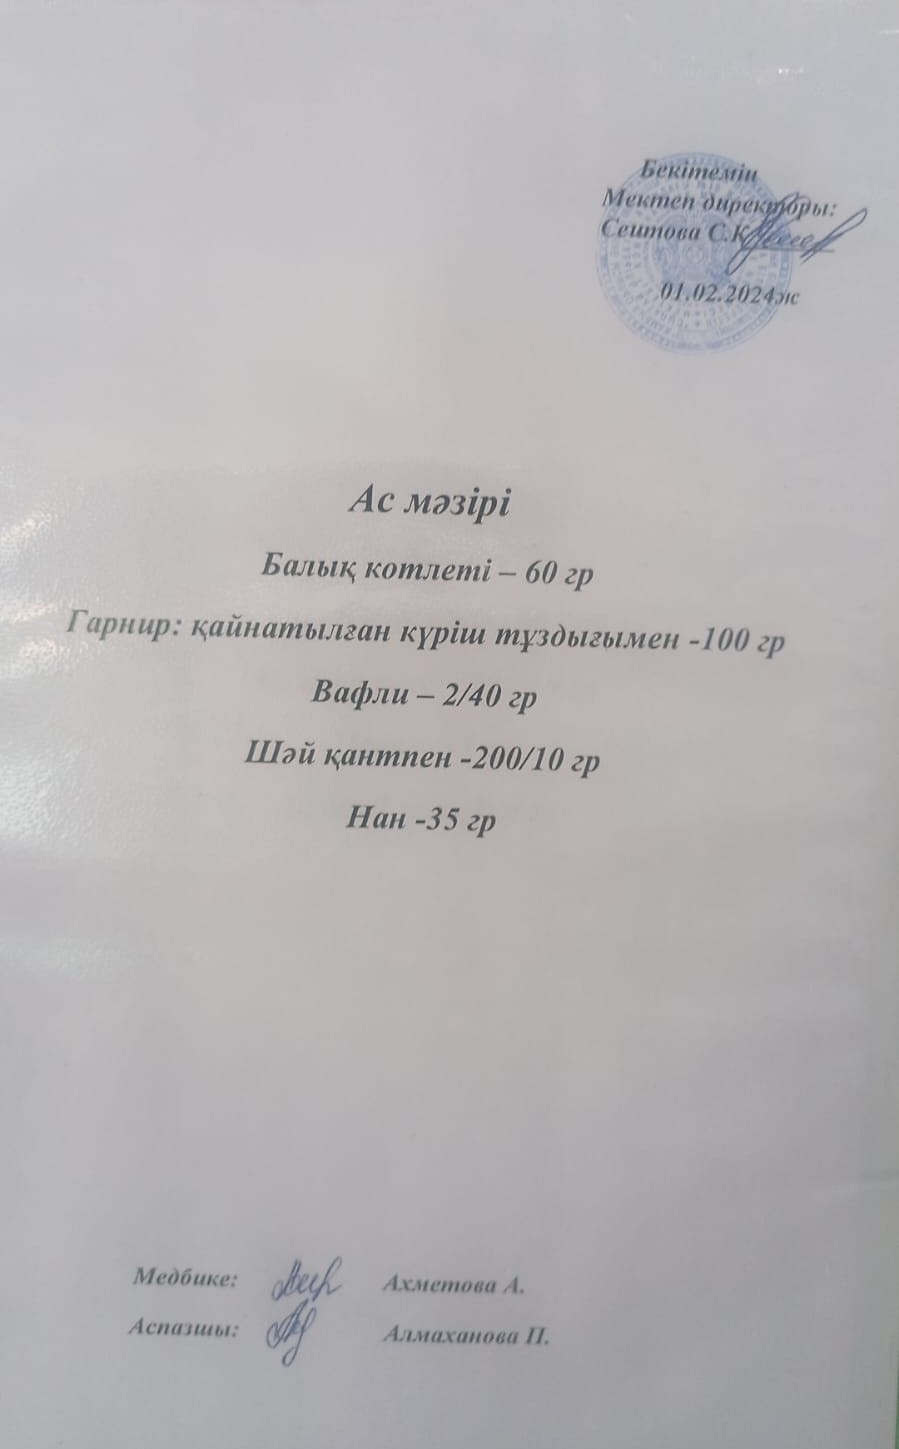 Бекітемін
Мектеп директоры:
Сеитова С.К
01.02.2024ж
Ас мәзірі
Балық котлеті – 60 гр
Гарнир: қайнатылған күріш тұздығымен -100 гр
Вафли – 2/40 гр
Шәй қантпен -200/10 гр
Нан -35 гр
Медбике: Ахметова А.
Аспазшы: Алмаханова П.